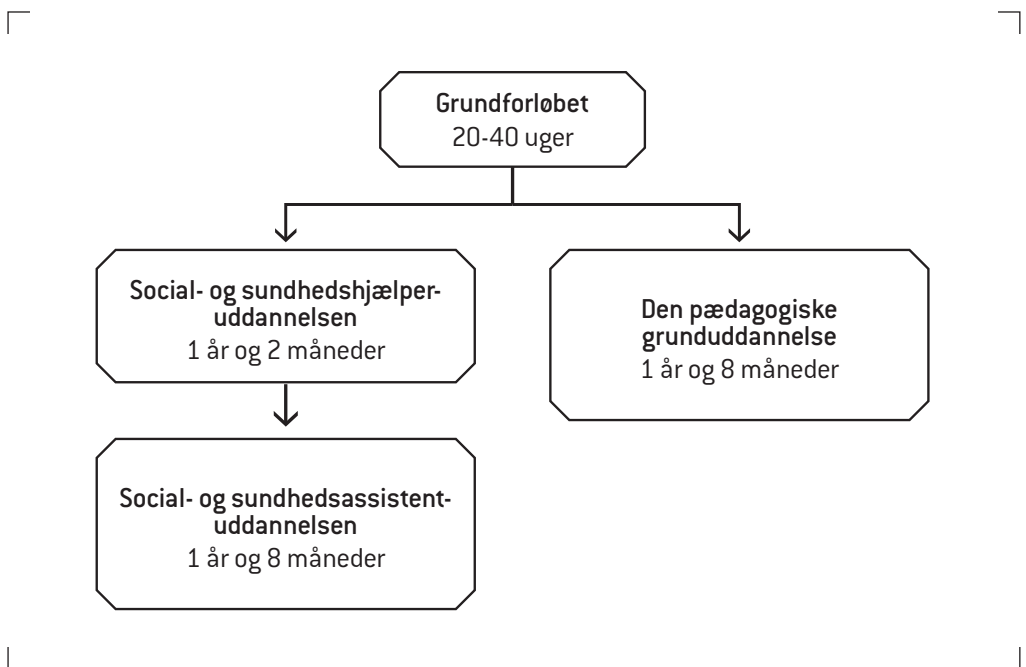 Grundforløbet
20-40 uger
Social- og sundhedshjælper-
uddannelsen
1 år og 2 måneder
Den pædagogiske
grunduddannelse
1 år og 8 måneder
Social- og sundhedsassistent-
uddannelsen
1 år og 8 måneder